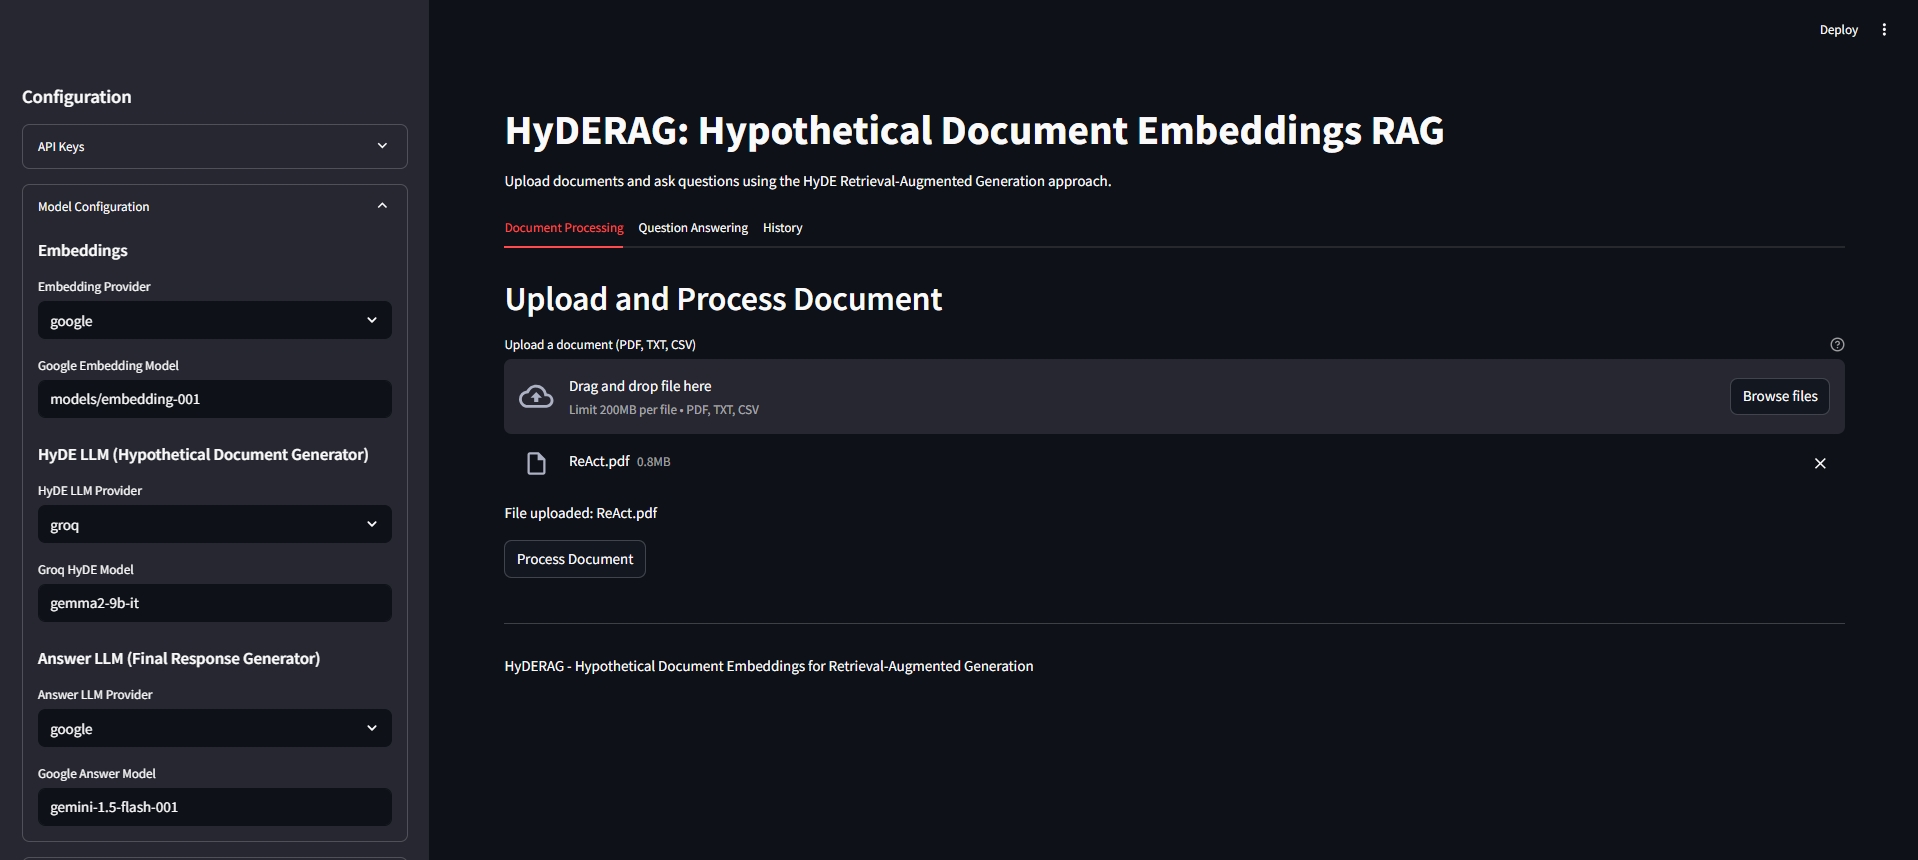 Deploy
Configuration
API Keys
Model Configuration
Embeddings
Embedding Provider
google
Google Embedding Model
models/embedding-001
HyDE LLM (Hypothetical Document Generator)
HyDE LLM Provider
groq
Groq HyDE Model
gemma2-9b-it
Answer LLM (Final Response Generator)
Answer LLM Provider
google
Google Answer Model
gemini-1.5-flash-001
HyDERAG: Hypothetical Document Embeddings RAG
Upload documents and ask questions using the HyDE Retrieval-Augmented Generation approach.
Document Processing Question Answering History
Upload and Process Document
Upload a document (PDF, TXT, CSV)
Drag and drop file here
Limit 200MB per file • PDF, TXT, CSV
Browse files
ReAct.pdf 0.8MB
File uploaded: ReAct.pdf
Process Document
HyDERAG - Hypothetical Document Embeddings for Retrieval-Augmented Generation